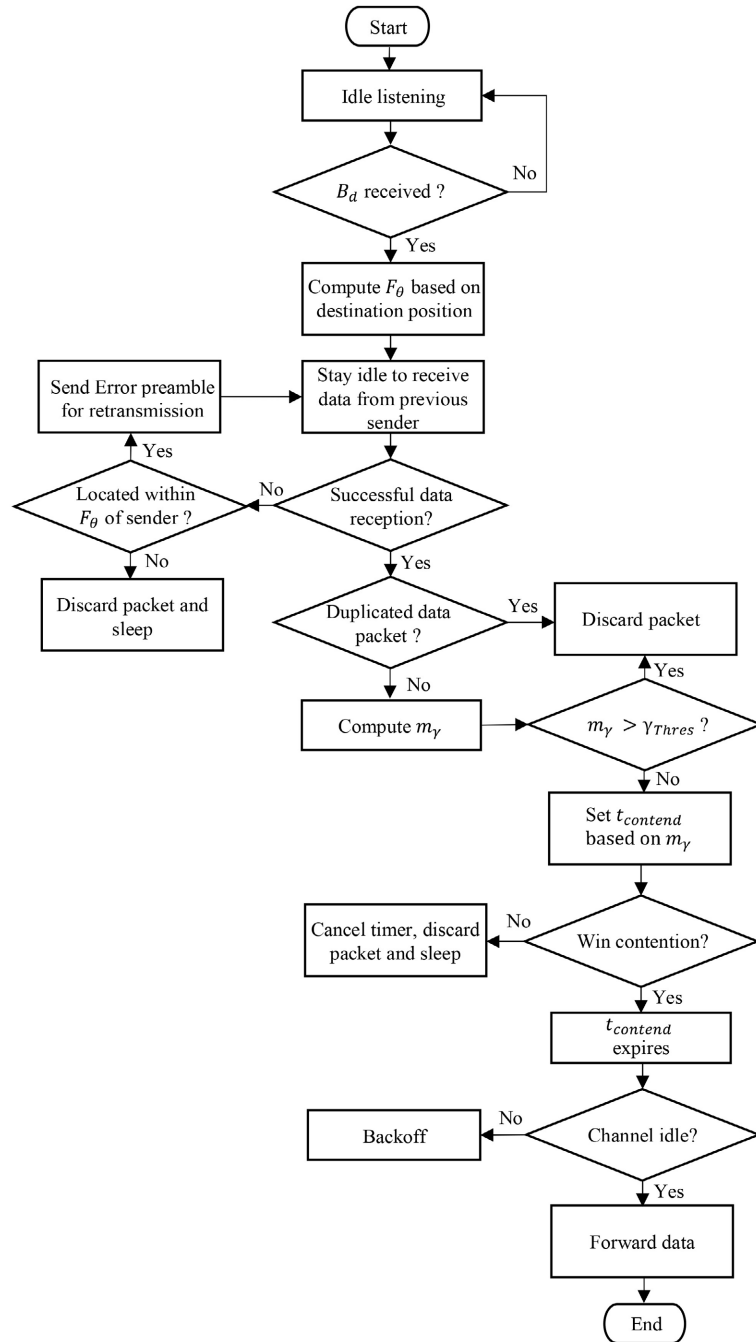 Start
Idle listening
No
B_d received ?
Yes
Compute F_θ based on
destination position
Send Error preamble
for retransmission
Stay idle to receive
data from previous
sender
Yes
Located within
F_θ of sender ?
No
Successful data
reception?
No
Yes
Discard packet and
sleep
Duplicated data
packet ?
Yes
Discard packet
No
Yes
Compute m_γ
m_γ > γ_Thres ?
No
Set t_contend
based on m_γ
Cancel timer, discard
packet and sleep
No
Win contention?
Yes
t_contend
expires
Backoff
No
Channel idle?
Yes
Forward data
End